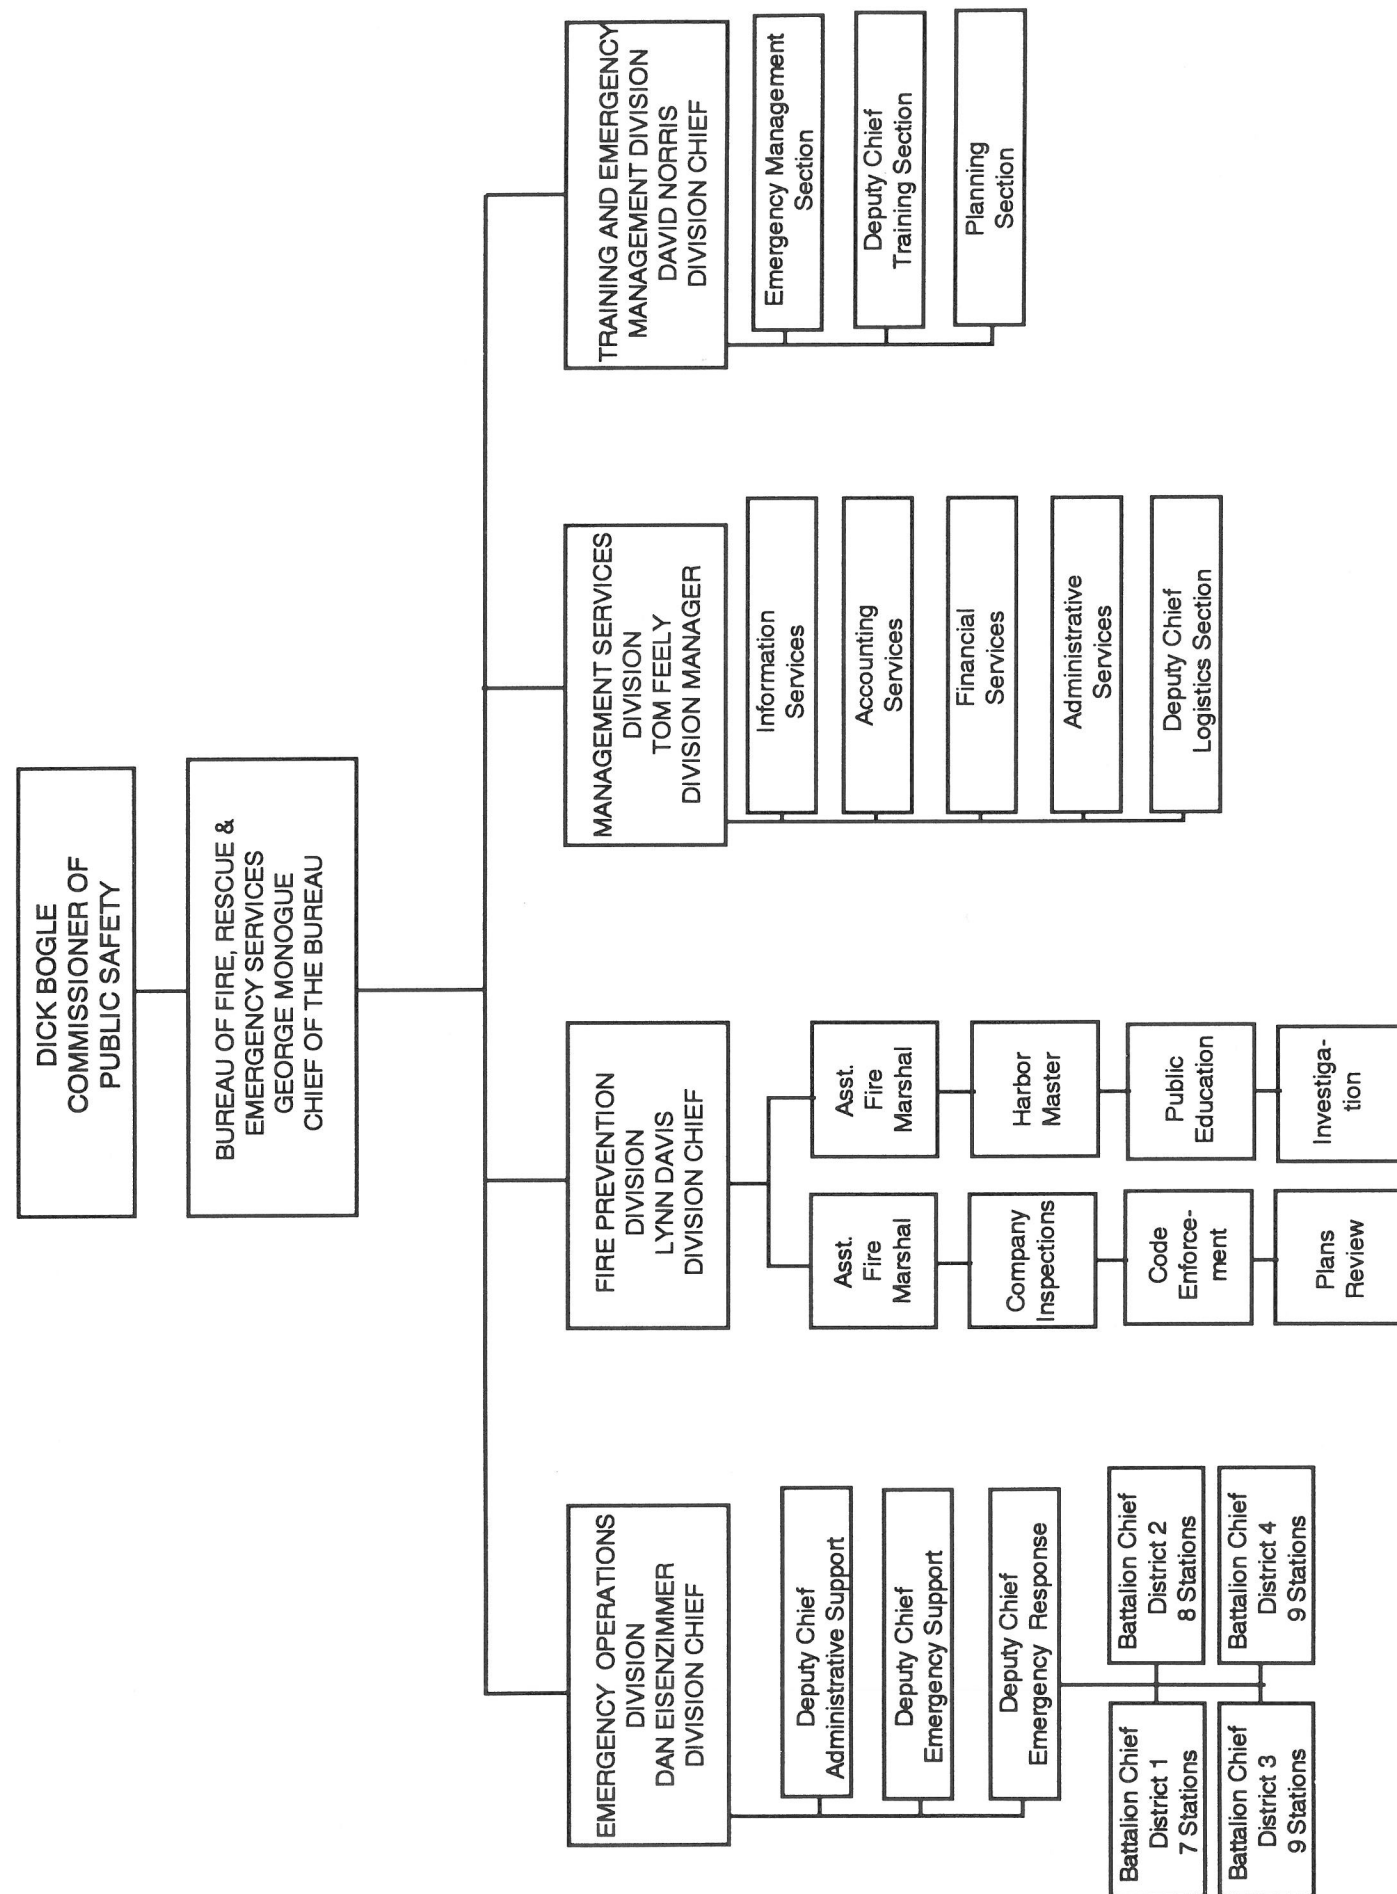 DICK BOGLE
COMMISSIONER OF
PUBLIC SAFETY
BUREAU OF FIRE, RESCUE &
EMERGENCY SERVICES
GEORGE MONOGUE
CHIEF OF THE BUREAU
EMERGENCY OPERATIONS
DIVISION
DAN EISENZIMMER
DIVISION CHIEF
Deputy Chief
Administrative Support
Deputy Chief
Emergency Support
Deputy Chief
Emergency Response
Battalion Chief
District 1
7 Stations
Battalion Chief
District 2
8 Stations
Battalion Chief
District 3
9 Stations
Battalion Chief
District 4
9 Stations
FIRE PREVENTION
DIVISION
LYNN DAVIS
DIVISION CHIEF
Asst.
Fire
Marshal
Company
Inspections
Code
Enforce-
ment
Plans
Review
Asst.
Fire
Marshal
Harbor
Master
Public
Education
Investiga-
tion
MANAGEMENT SERVICES
DIVISION
TOM FEELY
DIVISION MANAGER
Information
Services
Accounting
Services
Financial
Services
Administrative
Services
Deputy Chief
Logistics Section
TRAINING AND EMERGENCY
MANAGEMENT DIVISION
DAVID NORRIS
DIVISION CHIEF
Emergency Management
Section
Deputy Chief
Training Section
Planning
Section